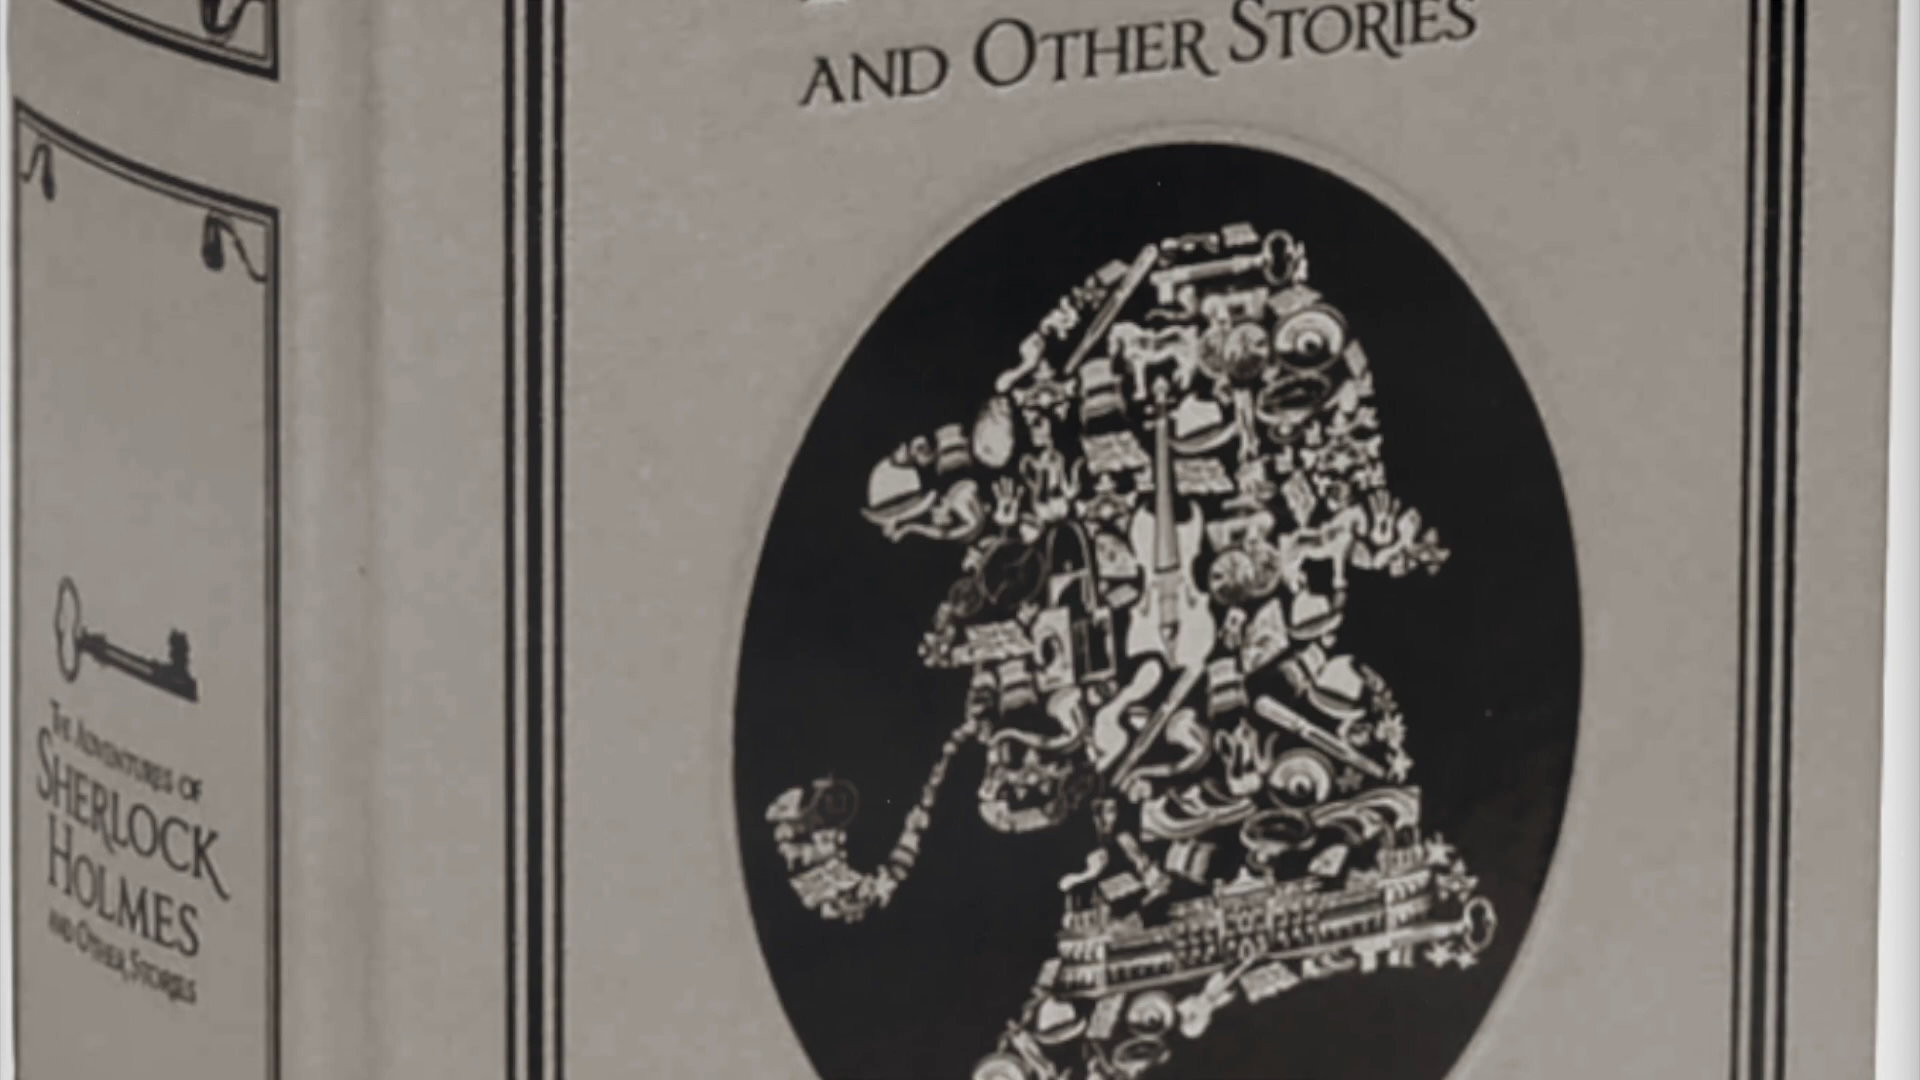 AND OTHER STORIES
THE ADVENTURES OF
SHERLOCK
HOLMES
AND OTHER STORIES